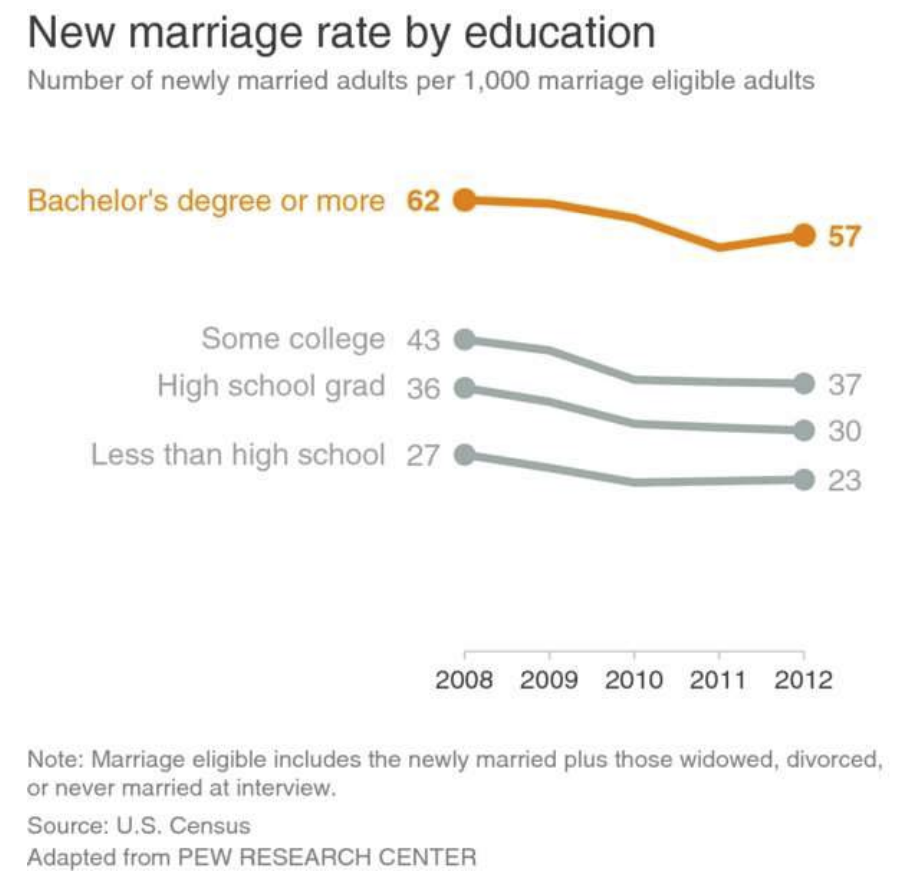 New marriage rate by education
Number of newly married adults per 1,000 marriage eligible adults
Bachelor's degree or more 62
57
Some college 43
37
High school grad 36
30
Less than high school 27
23
2008 2009 2010 2011 2012
Note: Marriage eligible includes the newly married plus those widowed, divorced,
or never married at interview.
Source: U.S. Census
Adapted from PEW RESEARCH CENTER